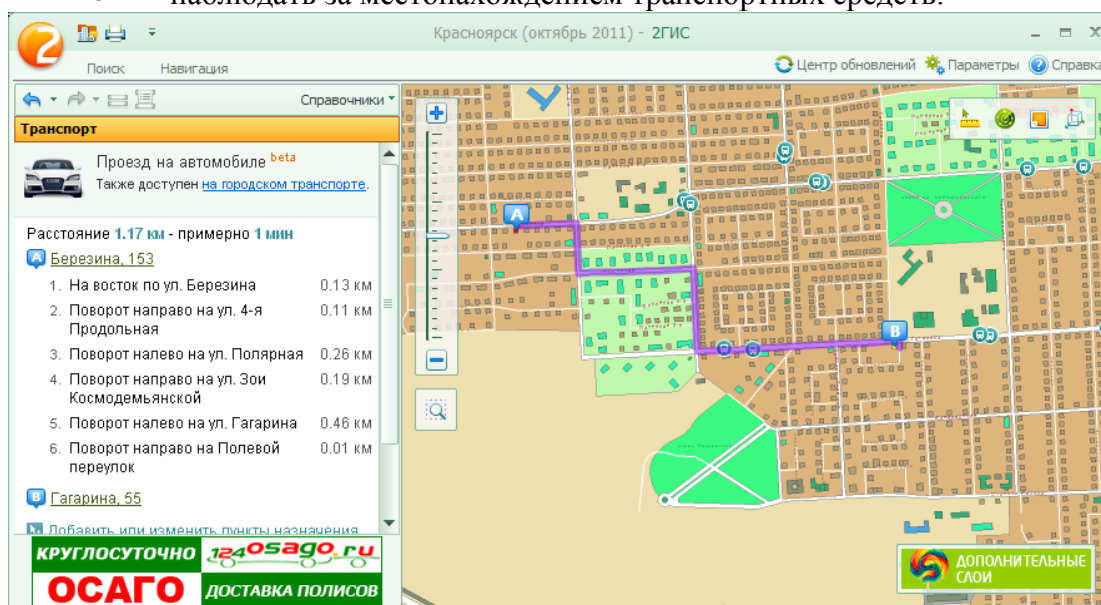 наблюдать за местонахождением транспортных средств.
Красноярск (октябрь 2011) - 2ГИС
Поиск Навигация
Центр обновлений Параметры Справка
Справочники
Транспорт
Проезд на автомобиле beta
Также доступен на городском транспорте.
Расстояние 1.17 км - примерно 1 мин
A Березина, 153
1. На восток по ул. Березина 0.13 км
2. Поворот направо на ул. 4-я 0.11 км
Продольная
3. Поворот налево на ул. Полярная 0.26 км
4. Поворот направо на ул. Зои 0.19 км
Космодемьянской
5. Поворот налево на ул. Гагарина 0.46 км
6. Поворот направо на Полевой 0.01 км
переулок
B Гагарина, 55
Добавить или изменить пункты назначения
КРУГЛОСУТОЧНО 124osago.ru
ОСАГО ДОСТАВКА ПОЛИСОВ
A
B
ДОПОЛНИТЕЛЬНЫЕ
СЛОИ